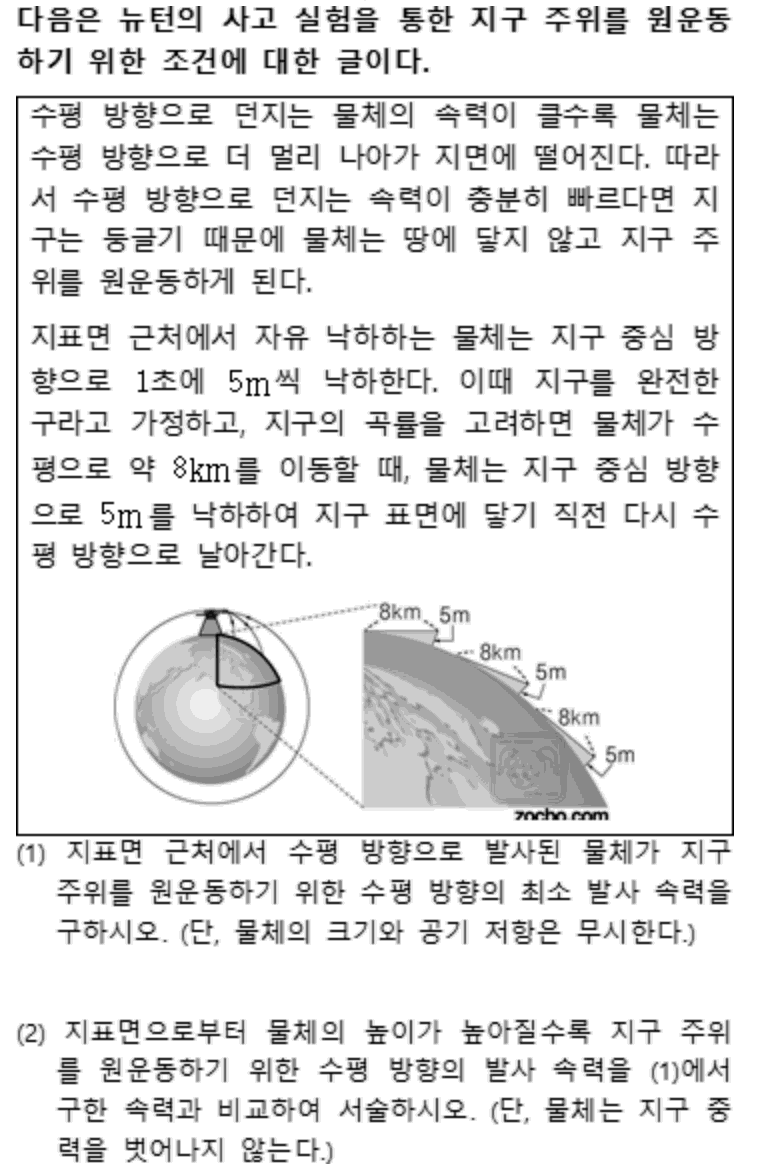 다음은 뉴턴의 사고 실험을 통한 지구 주위를 원운동
하기 위한 조건에 대한 글이다.
수평 방향으로 던지는 물체의 속력이 클수록 물체는
수평 방향으로 더 멀리 나아가 지면에 떨어진다. 따라
서 수평 방향으로 던지는 속력이 충분히 빠르다면 지
구는 둥글기 때문에 물체는 땅에 닿지 않고 지구 주
위를 원운동하게 된다.
지표면 근처에서 자유 낙하하는 물체는 지구 중심 방
향으로 1초에 5m씩 낙하한다. 이때 지구를 완전한
구라고 가정하고, 지구의 곡률을 고려하면 물체가 수
평으로 약 8km를 이동할 때, 물체는 지구 중심 방향
으로 5m를 낙하하여 지구 표면에 닿기 직전 다시 수
평 방향으로 날아간다.
8km 5m
8km
5m
8km
5m
zocbo.com
(1) 지표면 근처에서 수평 방향으로 발사된 물체가 지구
주위를 원운동하기 위한 수평 방향의 최소 발사 속력을
구하시오. (단, 물체의 크기와 공기 저항은 무시한다.)
(2) 지표면으로부터 물체의 높이가 높아질수록 지구 주위
를 원운동하기 위한 수평 방향의 발사 속력을 (1)에서
구한 속력과 비교하여 서술하시오. (단, 물체는 지구 중
력을 벗어나지 않는다.)